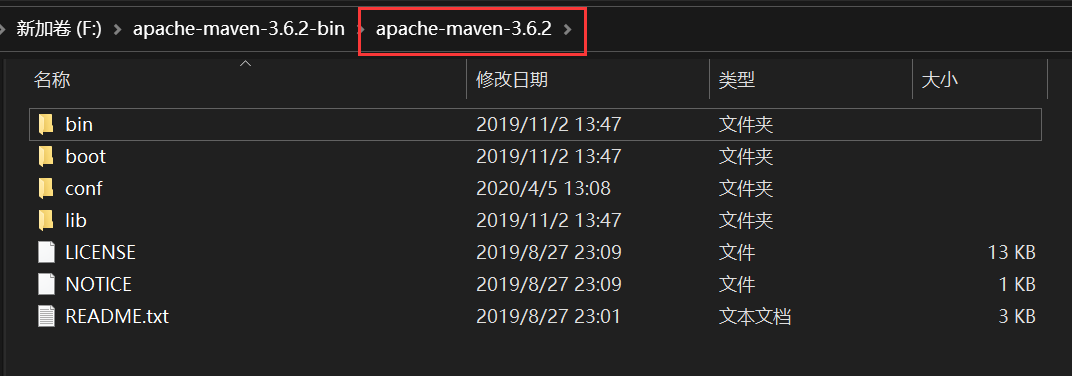 新加卷 (F:) apache-maven-3.6.2-bin apache-maven-3.6.2
名称 修改日期 类型 大小
bin 2019/11/2 13:47 文件夹
boot 2019/11/2 13:47 文件夹
conf 2020/4/5 13:08 文件夹
lib 2019/11/2 13:47 文件夹
LICENSE 2019/8/27 23:09 文件 13 KB
NOTICE 2019/8/27 23:09 文件 1 KB
README.txt 2019/8/27 23:01 文本文档 3 KB